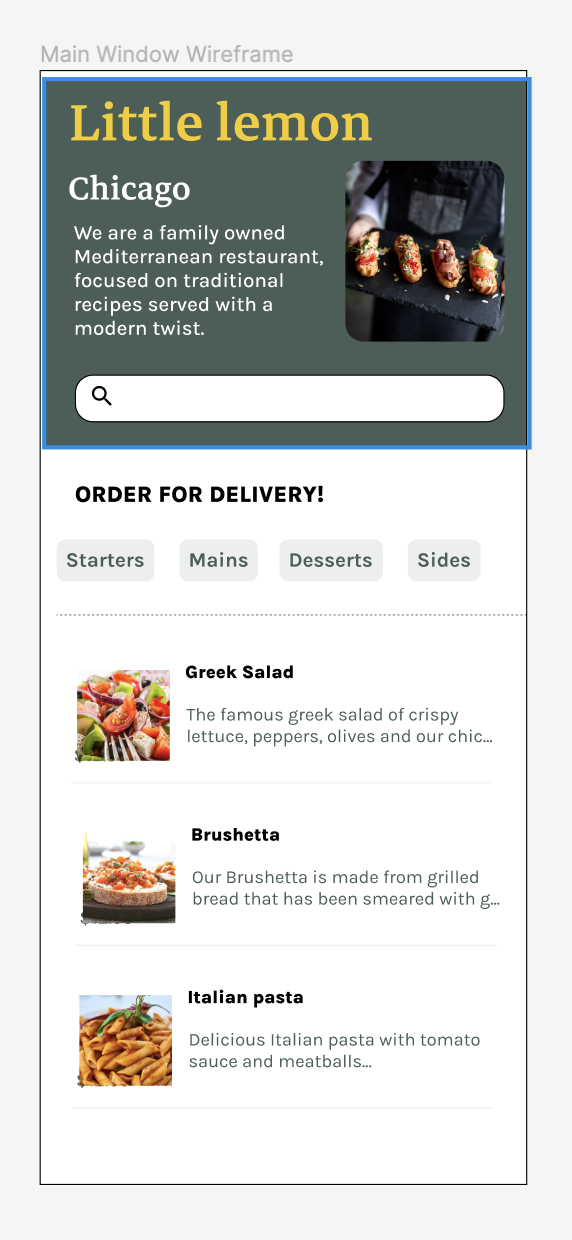 Main Window Wireframe
Little lemon
Chicago
We are a family owned
Mediterranean restaurant,
focused on traditional
recipes served with a
modern twist.
ORDER FOR DELIVERY!
Starters Mains Desserts Sides
Greek Salad
The famous greek salad of crispy
lettuce, peppers, olives and our chic...
Brushetta
Our Brushetta is made from grilled
bread that has been smeared with g...
Italian pasta
Delicious Italian pasta with tomato
sauce and meatballs...